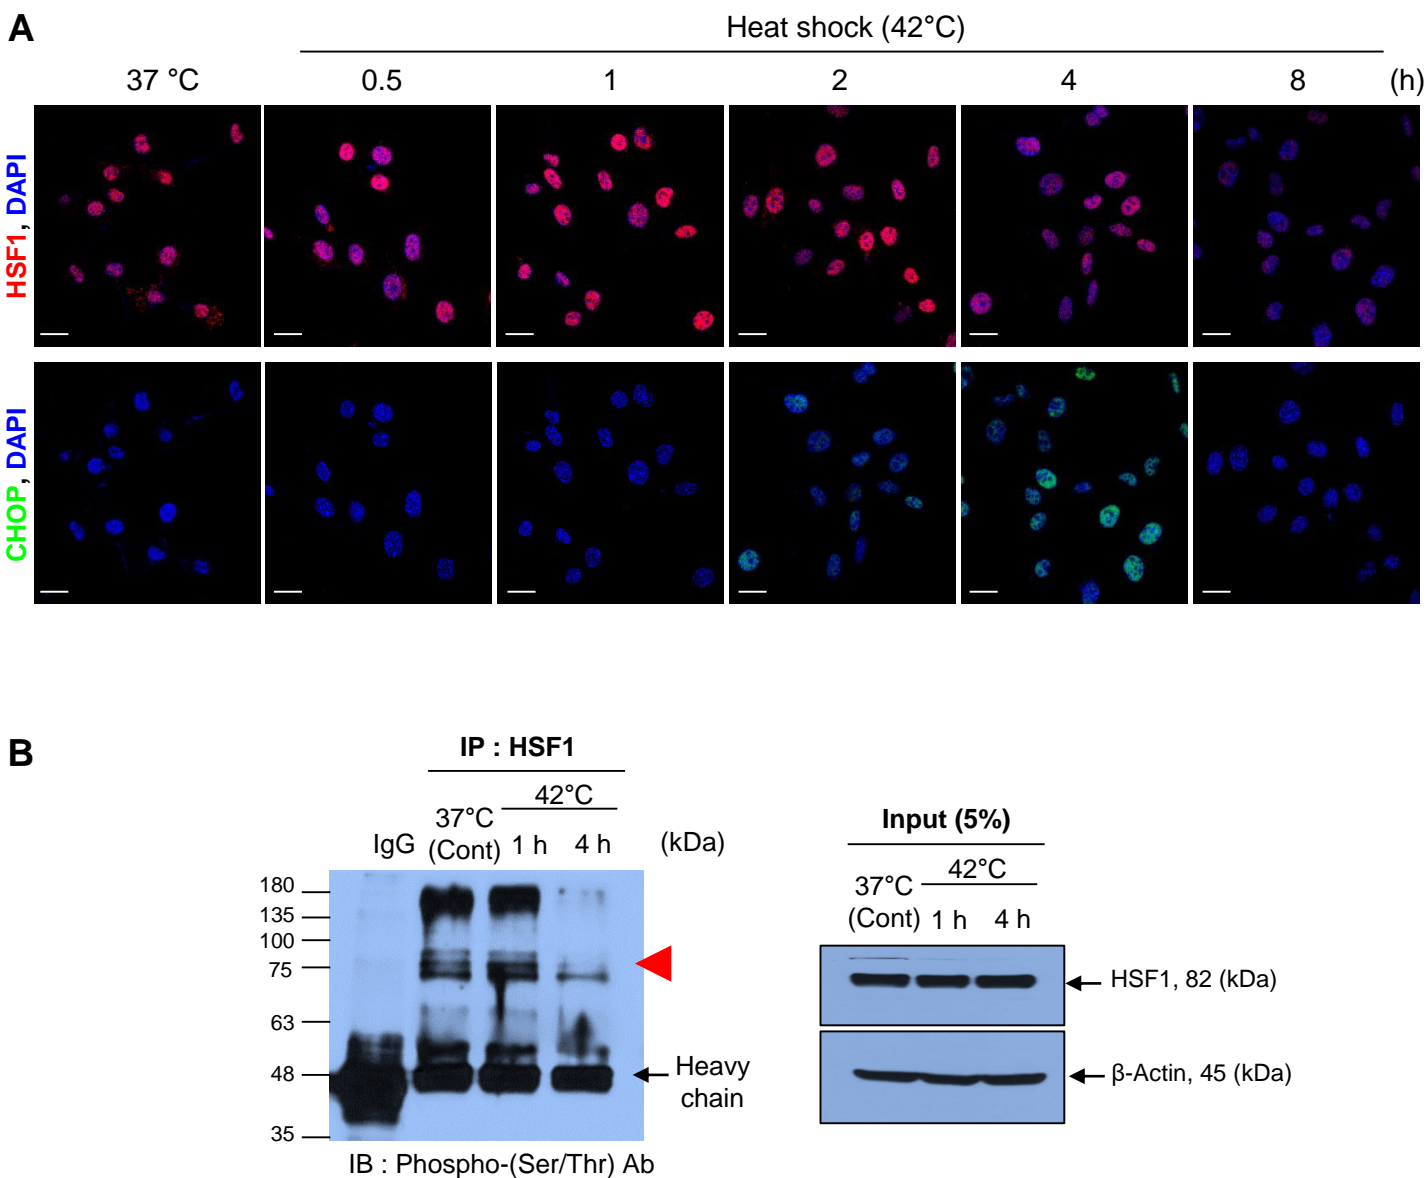 A
Heat shock (42°C)
37 °C 0.5 1 2 4 8 (h)
HSF1, DAPI
CHOP, DAPI
B
IP : HSF1
42°C
37°C
(Cont)
IgG 1 h 4 h (kDa)
180
135
100
75
63
48
35
Heavy
chain
IB : Phospho-(Ser/Thr) Ab
Input (5%)
42°C
37°C
(Cont) 1 h 4 h
HSF1, 82 (kDa)
β-Actin, 45 (kDa)